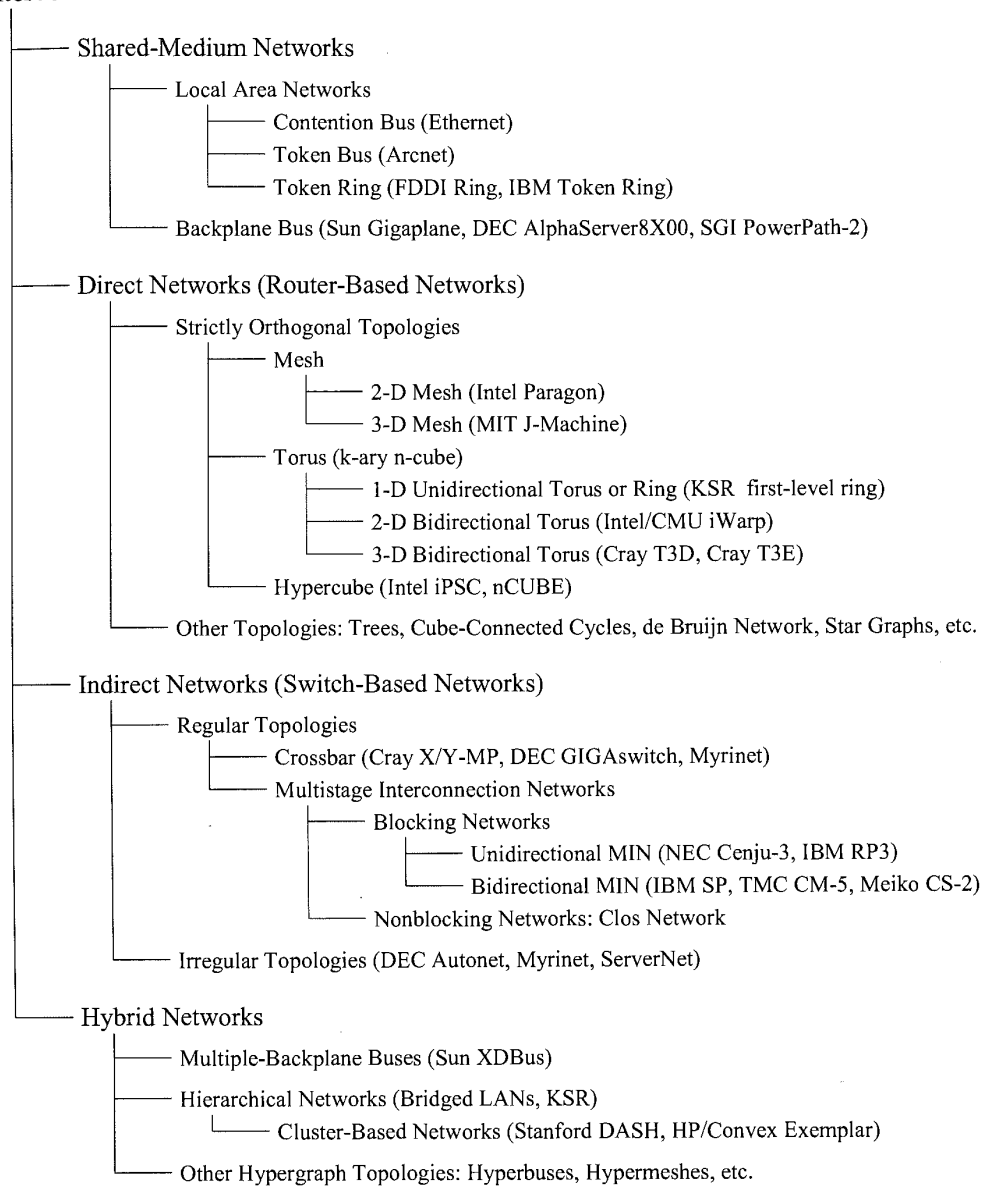 Shared-Medium Networks
Local Area Networks
Contention Bus (Ethernet)
Token Bus (Arcnet)
Token Ring (FDDI Ring, IBM Token Ring)
Backplane Bus (Sun Gigaplane, DEC AlphaServer8X00, SGI PowerPath-2)
Direct Networks (Router-Based Networks)
Strictly Orthogonal Topologies
Mesh
2-D Mesh (Intel Paragon)
3-D Mesh (MIT J-Machine)
Torus (k-ary n-cube)
1-D Unidirectional Torus or Ring (KSR first-level ring)
2-D Bidirectional Torus (Intel/CMU iWarp)
3-D Bidirectional Torus (Cray T3D, Cray T3E)
Hypercube (Intel iPSC, nCUBE)
Other Topologies: Trees, Cube-Connected Cycles, de Bruijn Network, Star Graphs, etc.
Indirect Networks (Switch-Based Networks)
Regular Topologies
Crossbar (Cray X/Y-MP, DEC GIGAswitch, Myrinet)
Multistage Interconnection Networks
Blocking Networks
Unidirectional MIN (NEC Cenju-3, IBM RP3)
Bidirectional MIN (IBM SP, TMC CM-5, Meiko CS-2)
Nonblocking Networks: Clos Network
Irregular Topologies (DEC Autonet, Myrinet, ServerNet)
Hybrid Networks
Multiple-Backplane Buses (Sun XDBus)
Hierarchical Networks (Bridged LANs, KSR)
Cluster-Based Networks (Stanford DASH, HP/Convex Exemplar)
Other Hypergraph Topologies: Hyperbuses, Hypermeshes, etc.